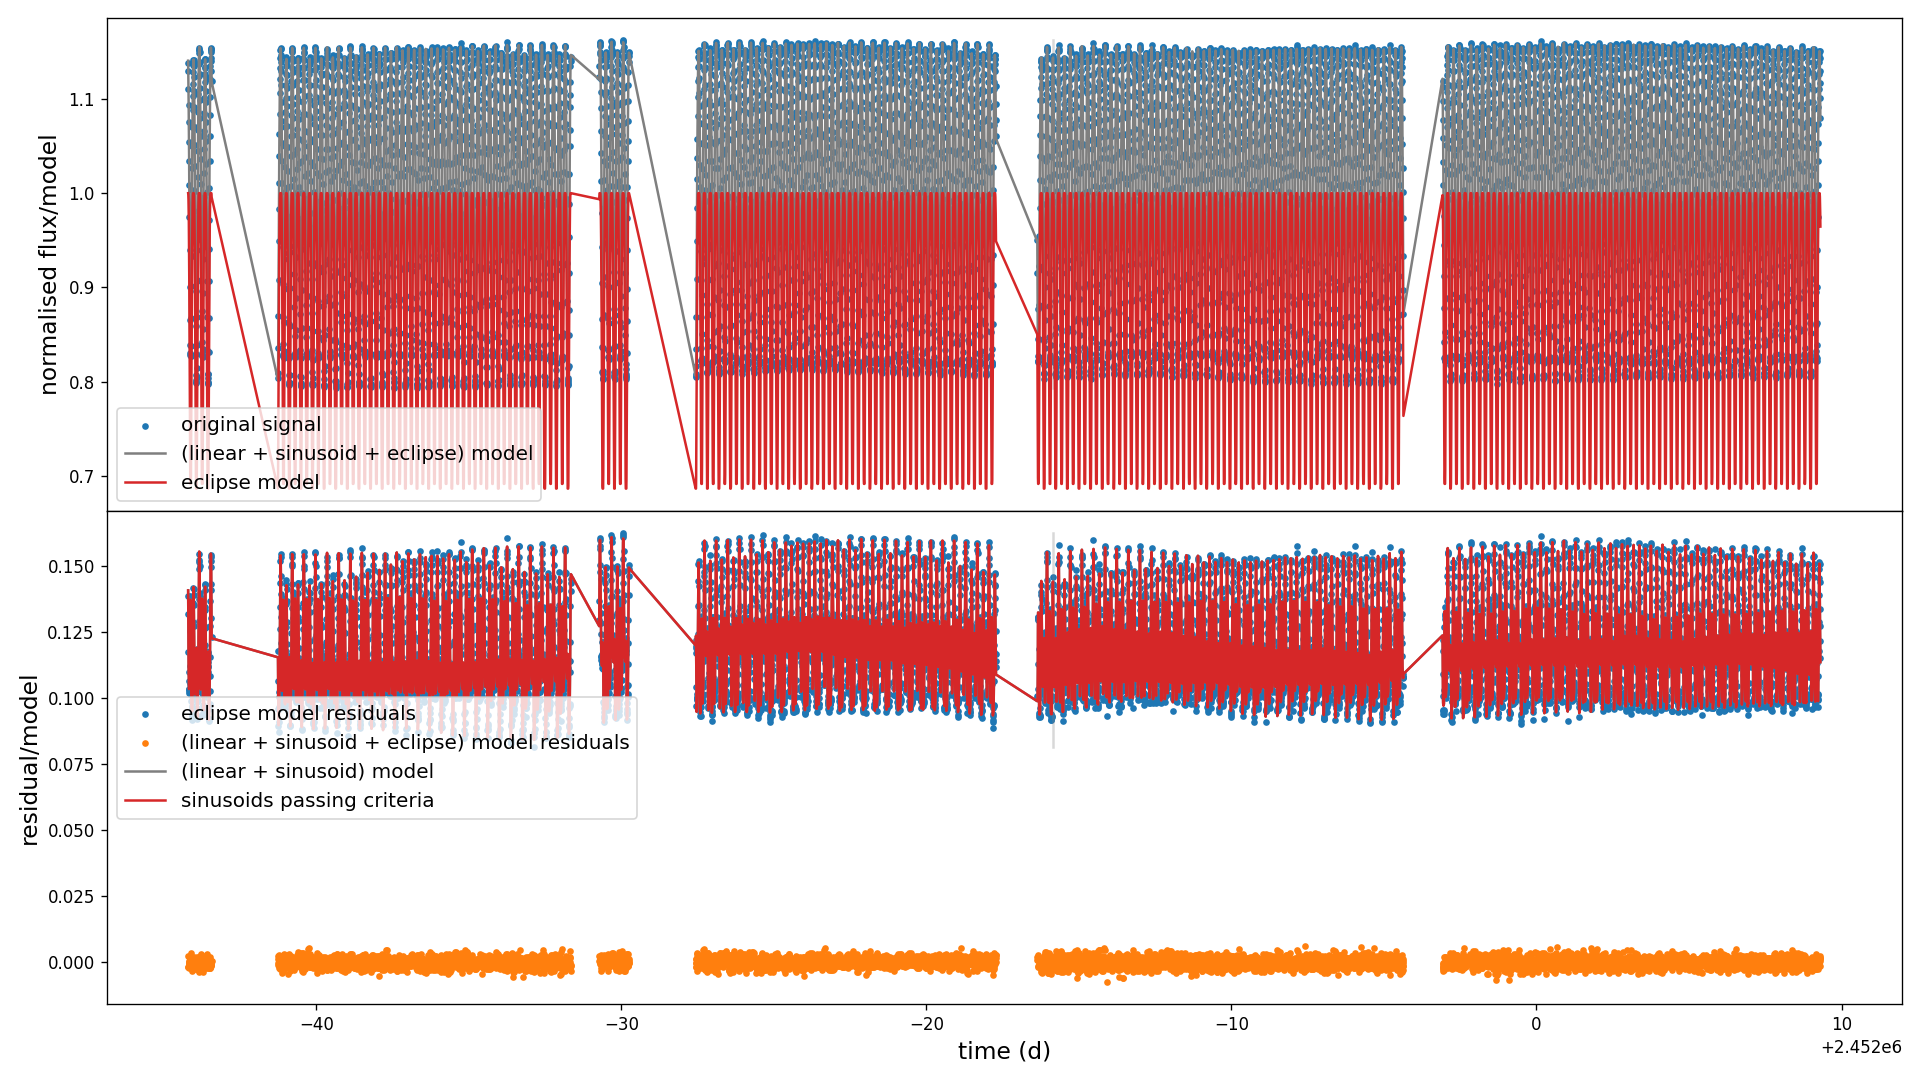 normalised flux/model
1.1
1.0
0.9
0.8
0.7
original signal
(linear + sinusoid + eclipse) model
eclipse model
residual/model
0.150
0.125
0.100
0.075
0.050
0.025
0.000
eclipse model residuals
(linear + sinusoid + eclipse) model residuals
(linear + sinusoid) model
sinusoids passing criteria
−40
−30
−20
−10
0
10
time (d)
+2.452e6